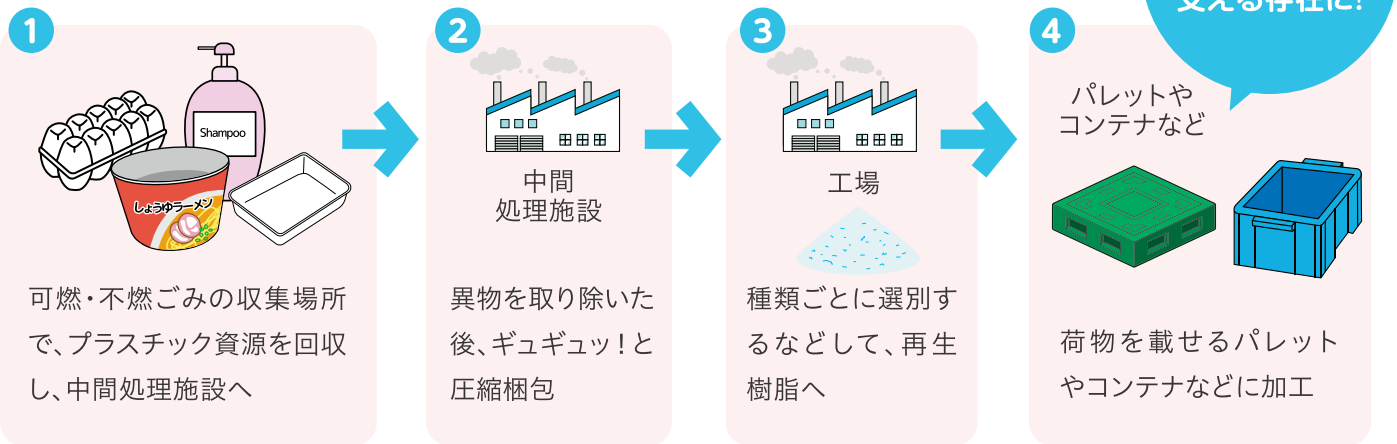 1
Shampoo
しょうゆラーメン
可燃・不燃ごみの収集場所
で、プラスチック資源を回収
し、中間処理施設へ
2
中間
処理施設
異物を取り除いた
後、ギュギュッ！と
圧縮梱包
3
工場
種類ごとに選別す
るなどして、再生
樹脂へ
4
支える存在に!
パレットや
コンテナなど
荷物を載せるパレット
やコンテナなどに加工